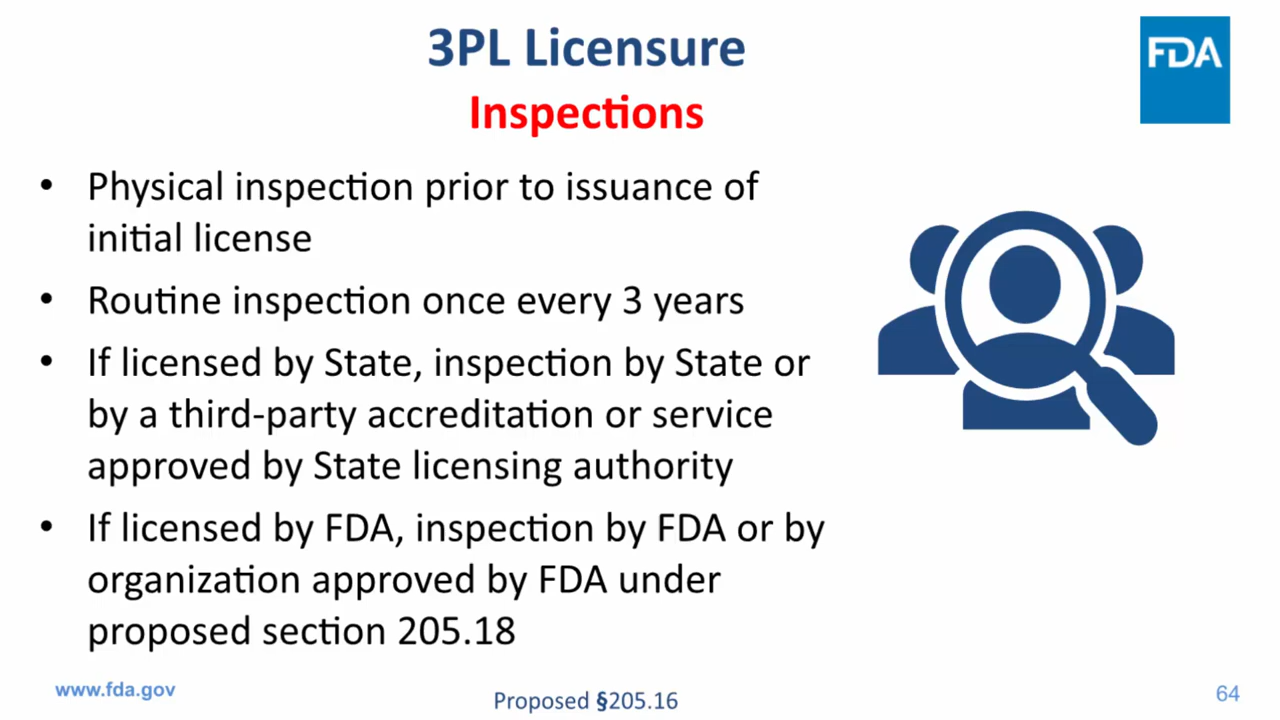 3PL Licensure
FDA
Inspections
• Physical inspection prior to issuance of
initial license
• Routine inspection once every 3 years
• If licensed by State, inspection by State or
by a third-party accreditation or service
approved by State licensing authority
• If licensed by FDA, inspection by FDA or by
organization approved by FDA under
proposed section 205.18
www.fda.gov
Proposed §205.16
64